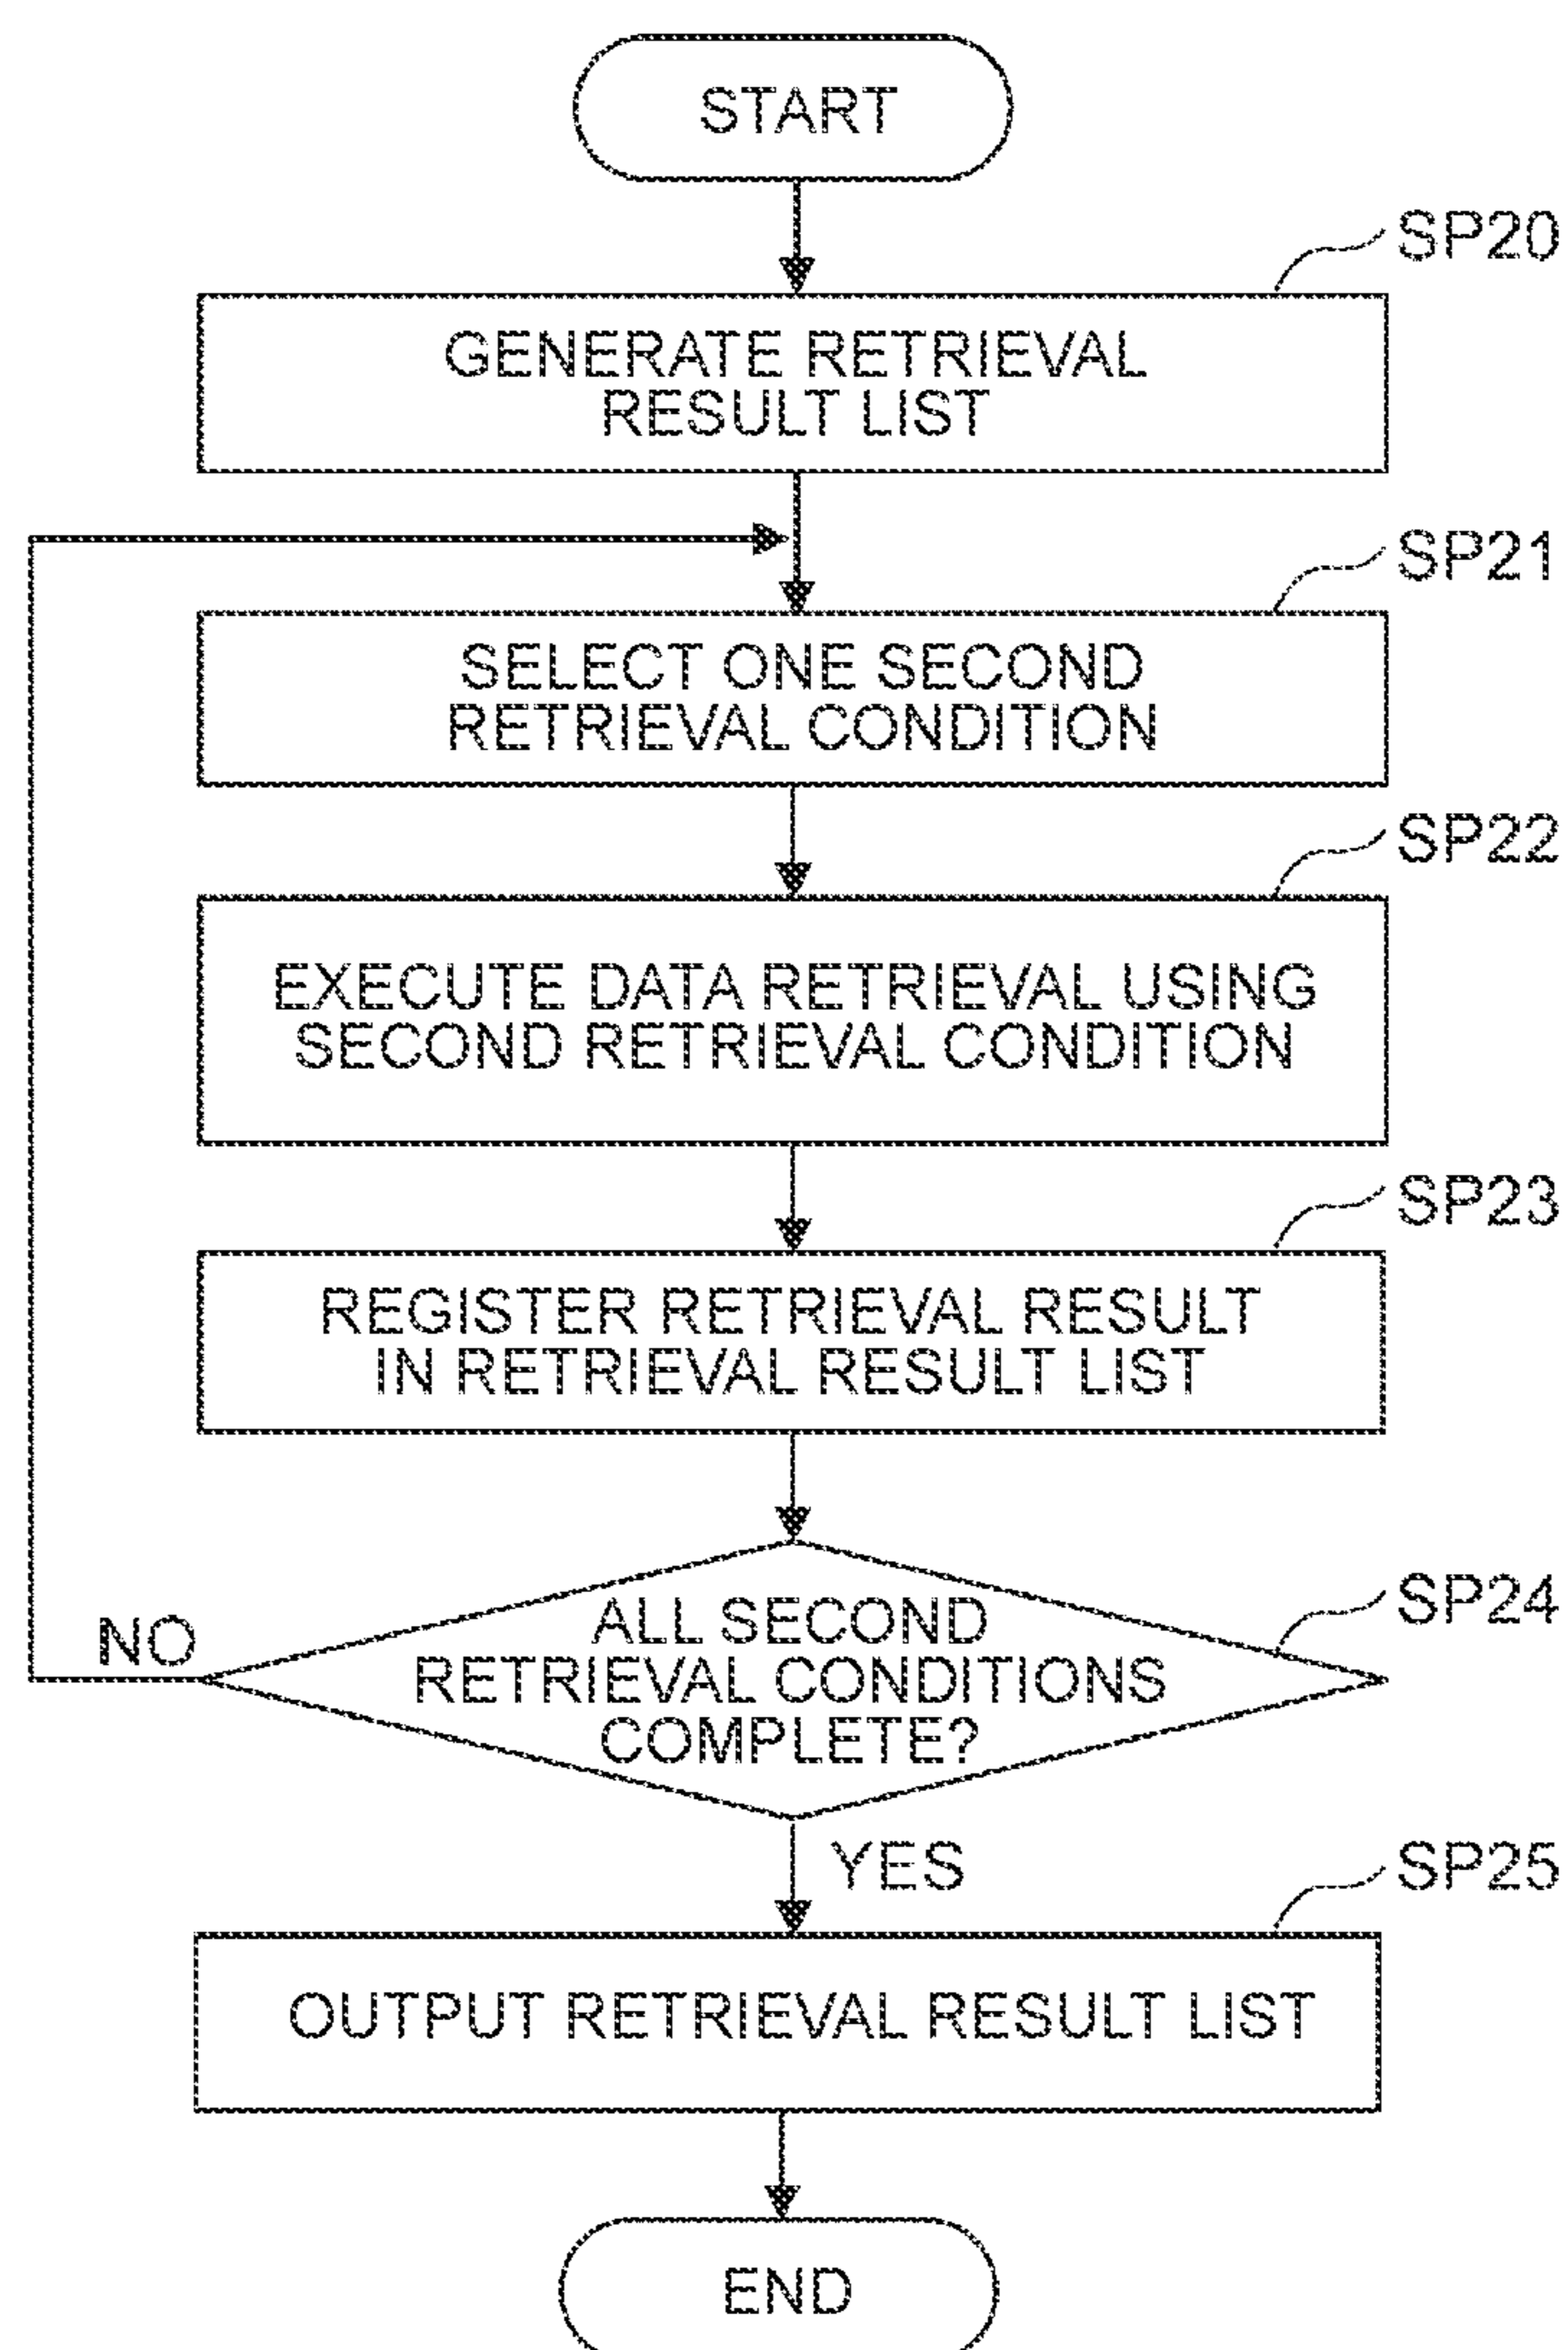 START
SP20
GENERATE RETRIEVAL
RESULT LIST
SP21
SELECT ONE SECOND
RETRIEVAL CONDITION
SP22
EXECUTE DATA RETRIEVAL USING
SECOND RETRIEVAL CONDITION
SP23
REGISTER RETRIEVAL RESULT
IN RETRIEVAL RESULT LIST
SP24
ALL SECOND
RETRIEVAL CONDITIONS
COMPLETE?
NO
YES
SP25
OUTPUT RETRIEVAL RESULT LIST
END